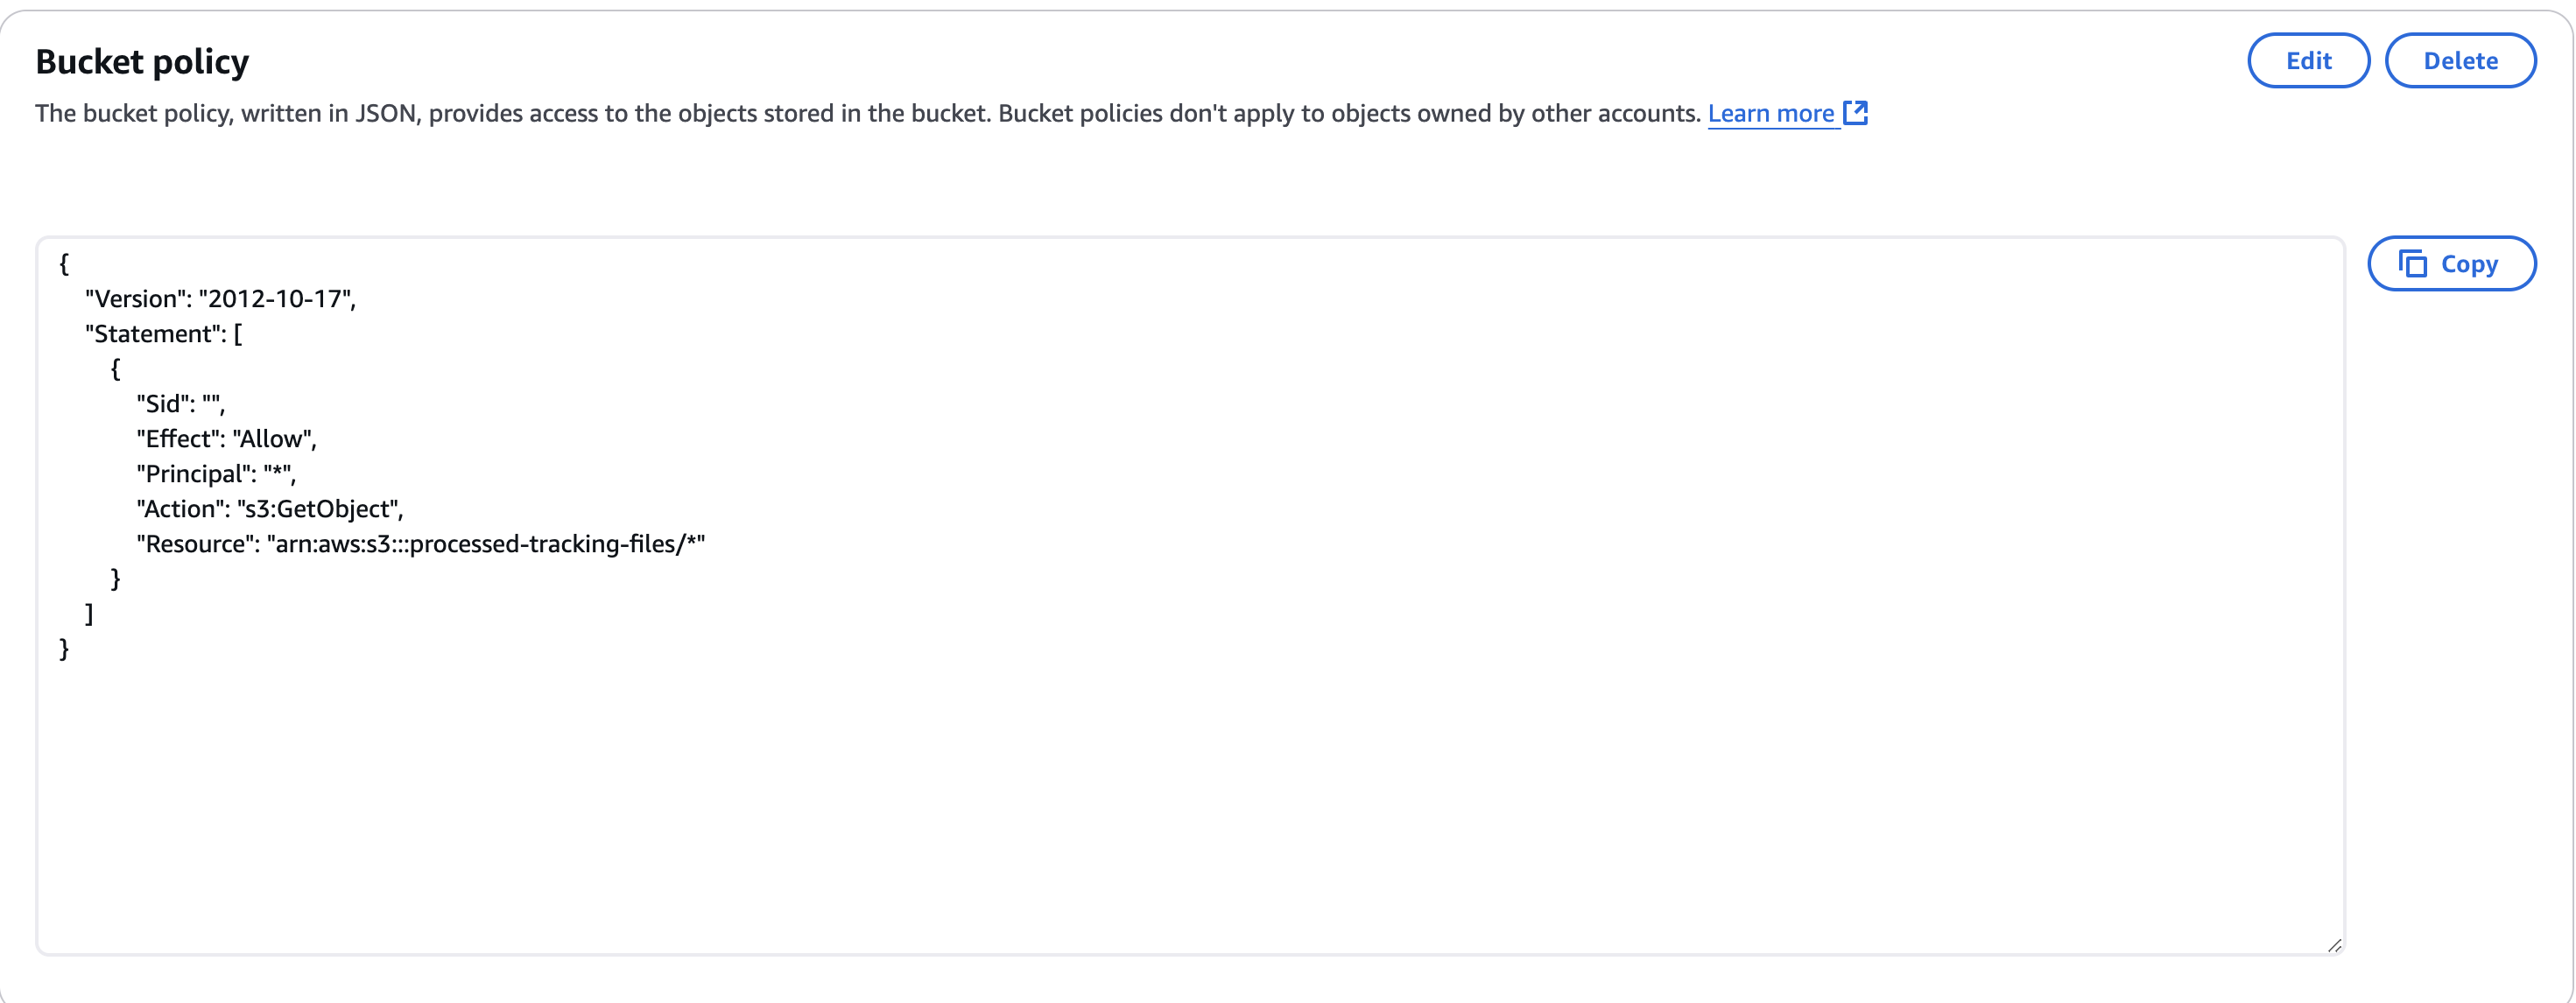 Bucket policy
Edit
Delete
The bucket policy, written in JSON, provides access to the objects stored in the bucket. Bucket policies don't apply to objects owned by other accounts. Learn more
Copy
{
    "Version": "2012-10-17",
    "Statement": [
        {
            "Sid": "",
            "Effect": "Allow",
            "Principal": "*",
            "Action": "s3:GetObject",
            "Resource": "arn:aws:s3:::processed-tracking-files/*"
        }
    ]
}